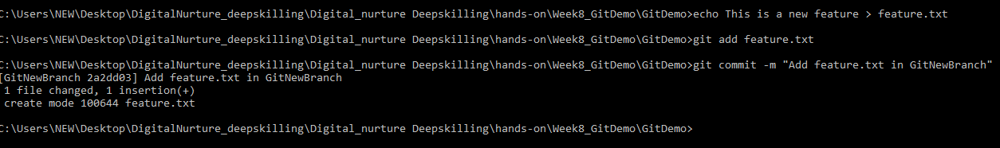 C:\Users\NEW\Desktop\DigitalNurture_deepskilling\Digital_nurture Deepskilling\hands-on\Week8_GitDemo\GitDemo>echo This is a new feature > feature.txt
C:\Users\NEW\Desktop\DigitalNurture_deepskilling\Digital_nurture Deepskilling\hands-on\Week8_GitDemo\GitDemo>git add feature.txt
C:\Users\NEW\Desktop\DigitalNurture_deepskilling\Digital_nurture Deepskilling\hands-on\Week8_GitDemo\GitDemo>git commit -m "Add feature.txt in GitNewBranch"
[GitNewBranch 2a2dd03] Add feature.txt in GitNewBranch
1 file changed, 1 insertion(+)
create mode 100644 feature.txt
C:\Users\NEW\Desktop\DigitalNurture_deepskilling\Digital_nurture Deepskilling\hands-on\Week8_GitDemo\GitDemo>